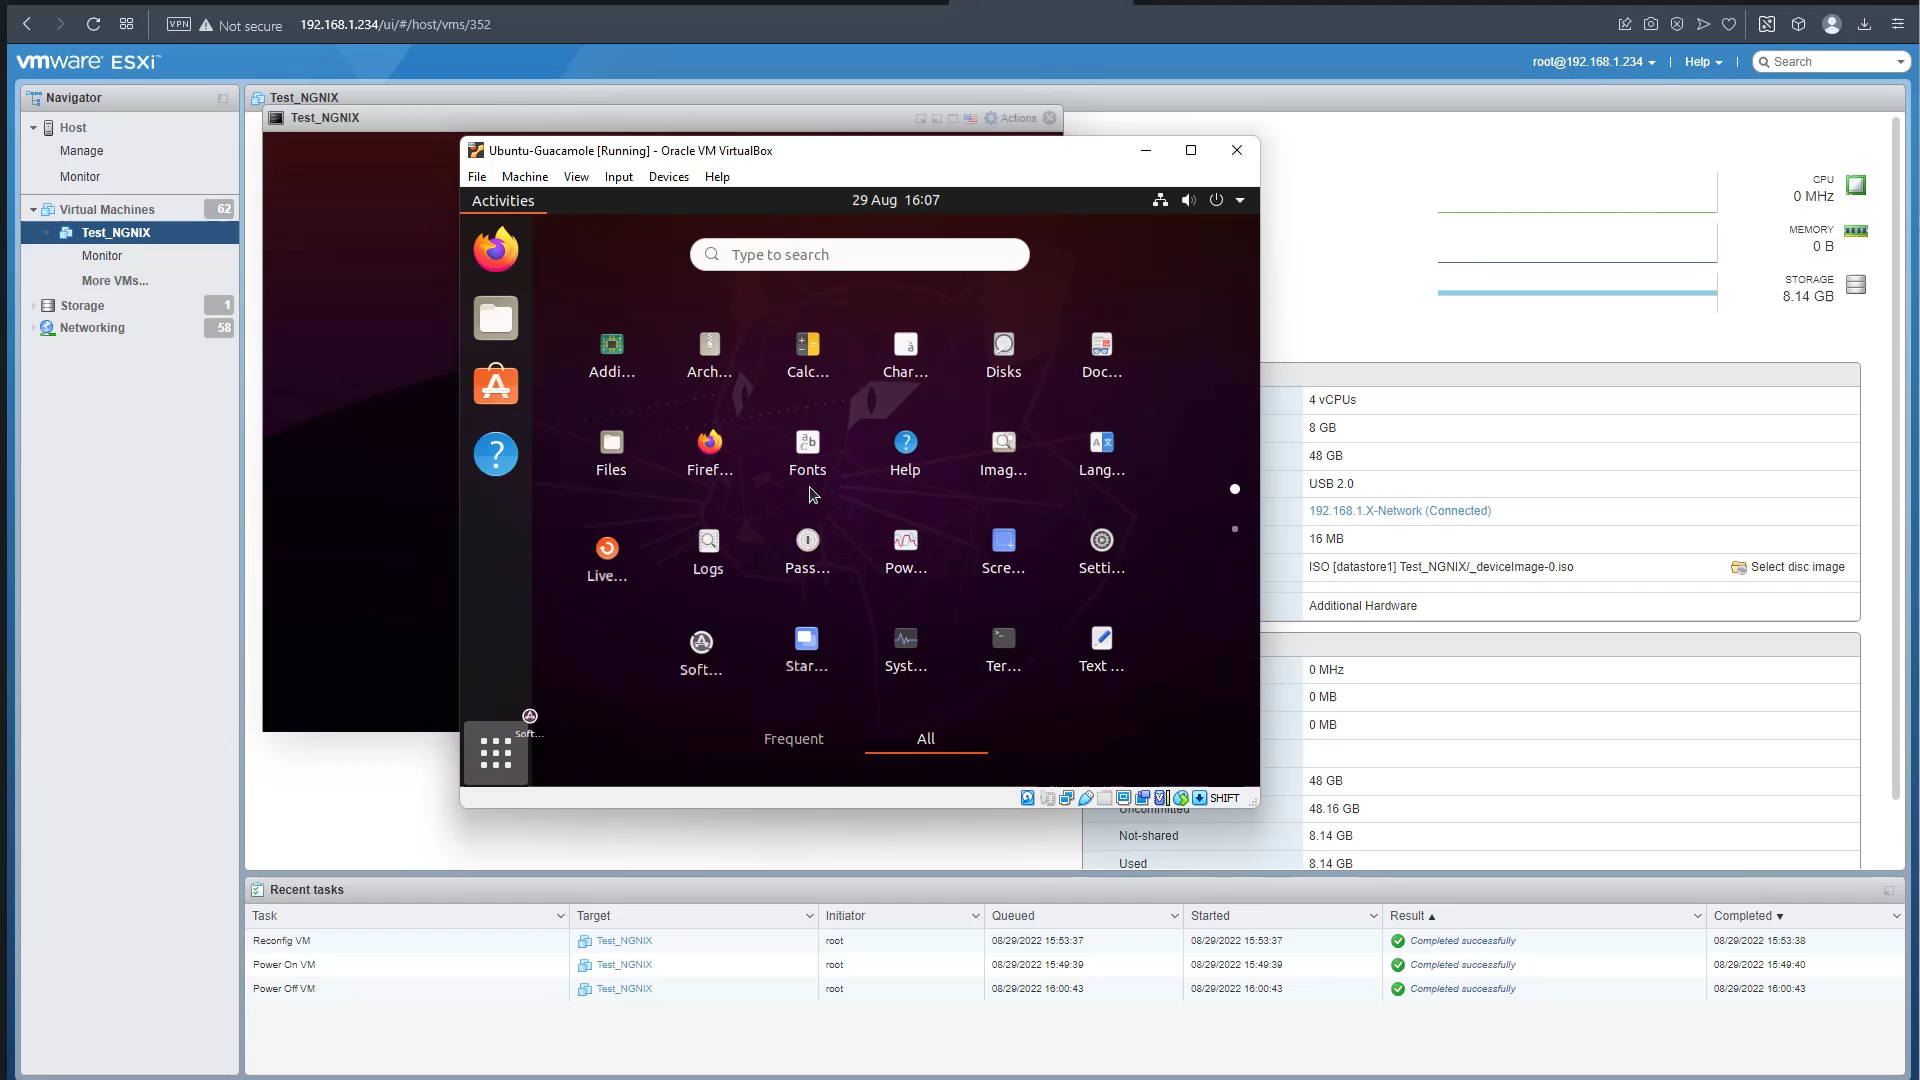 VPN Not secure 192.168.1.234/ui/#/host/vms/352
vmware ESXi™
root@192.168.1.234 | Help | Search
Navigator
Host
Manage
Monitor
Virtual Machines 62
Test_NGNIX
Monitor
More VMs...
Storage 1
Networking 58
Test_NGNIX
Test_NGNIX
Actions
Ubuntu-Guacamole [Running] - Oracle VM VirtualBox
File Machine View Input Devices Help
Activities 29 Aug 16:07
Type to search
Addi... Arch... Calc... Char... Disks Doc...
Files Firef... Fonts Help Imag... Lang...
Live... Logs Pass... Pow... Scre... Setti...
Soft... Star... Syst... Ter... Text ...
Soft...
Frequent All
SHIFT
CPU
0 MHz
MEMORY
0 B
STORAGE
8.14 GB
4 vCPUs
8 GB
48 GB
USB 2.0
192.168.1.X-Network (Connected)
16 MB
ISO [datastore1] Test_NGNIX/_deviceImage-0.iso Select disc image
Additional Hardware
0 MHz
0 MB
0 MB
48 GB
Uncommitted 48.16 GB
Not-shared 8.14 GB
Used 8.14 GB
Recent tasks
Task Target Initiator Queued Started Result Completed
Reconfig VM Test_NGNIX root 08/29/2022 15:53:37 08/29/2022 15:53:37 Completed successfully 08/29/2022 15:53:38
Power On VM Test_NGNIX root 08/29/2022 15:49:39 08/29/2022 15:49:39 Completed successfully 08/29/2022 15:49:40
Power Off VM Test_NGNIX root 08/29/2022 16:00:43 08/29/2022 16:00:43 Completed successfully 08/29/2022 16:00:43